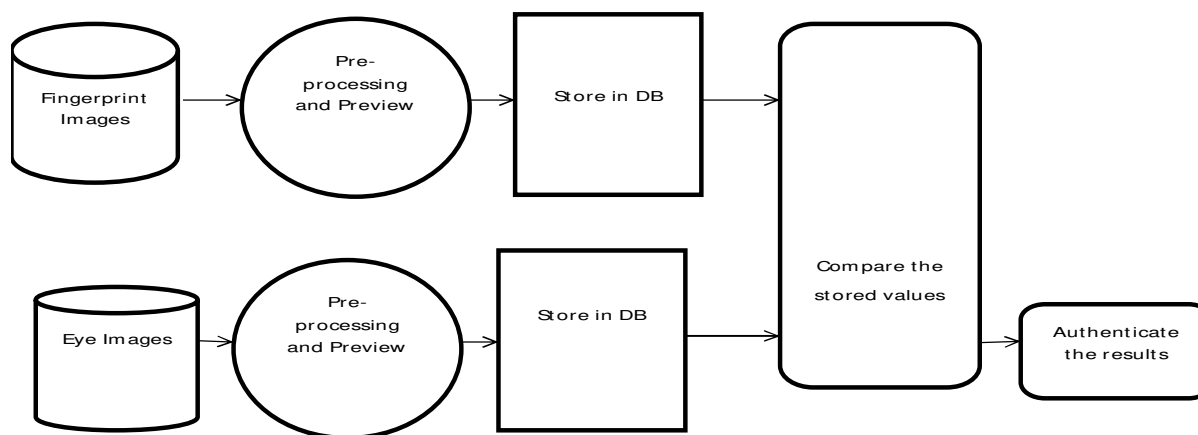 Fingerprint
Images
Pre-
processing
and Preview
Store in DB
Eye Images
Pre-
processing
and Preview
Store in DB
Compare the
stored values
Authenticate
the results